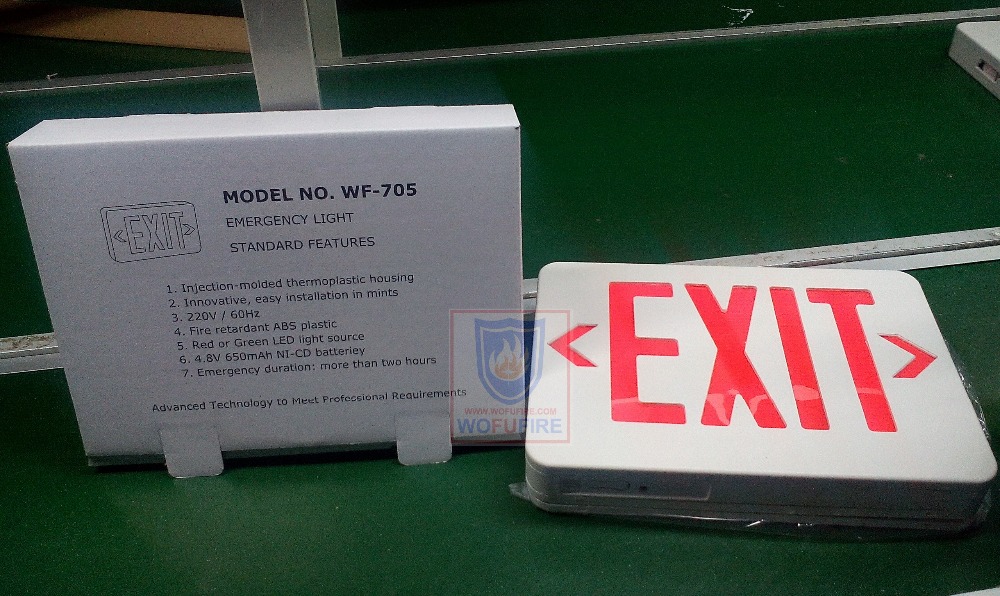 MODEL NO. WF-705
EXIT
EMERGENCY LIGHT
STANDARD FEATURES
1. Injection-molded thermoplastic housing
2. Innovative, easy installation in mints
3. 220V / 60Hz
4. Fire retardant ABS plastic
5. Red or Green LED light source
6. 4.8V 650mAh NI-CD batteriey
7. Emergency duration: more than two hours
Advanced Technology to Meet Professional Requirements
WWW.WOFUFIRE.COM
WOFUFIRE
EXIT